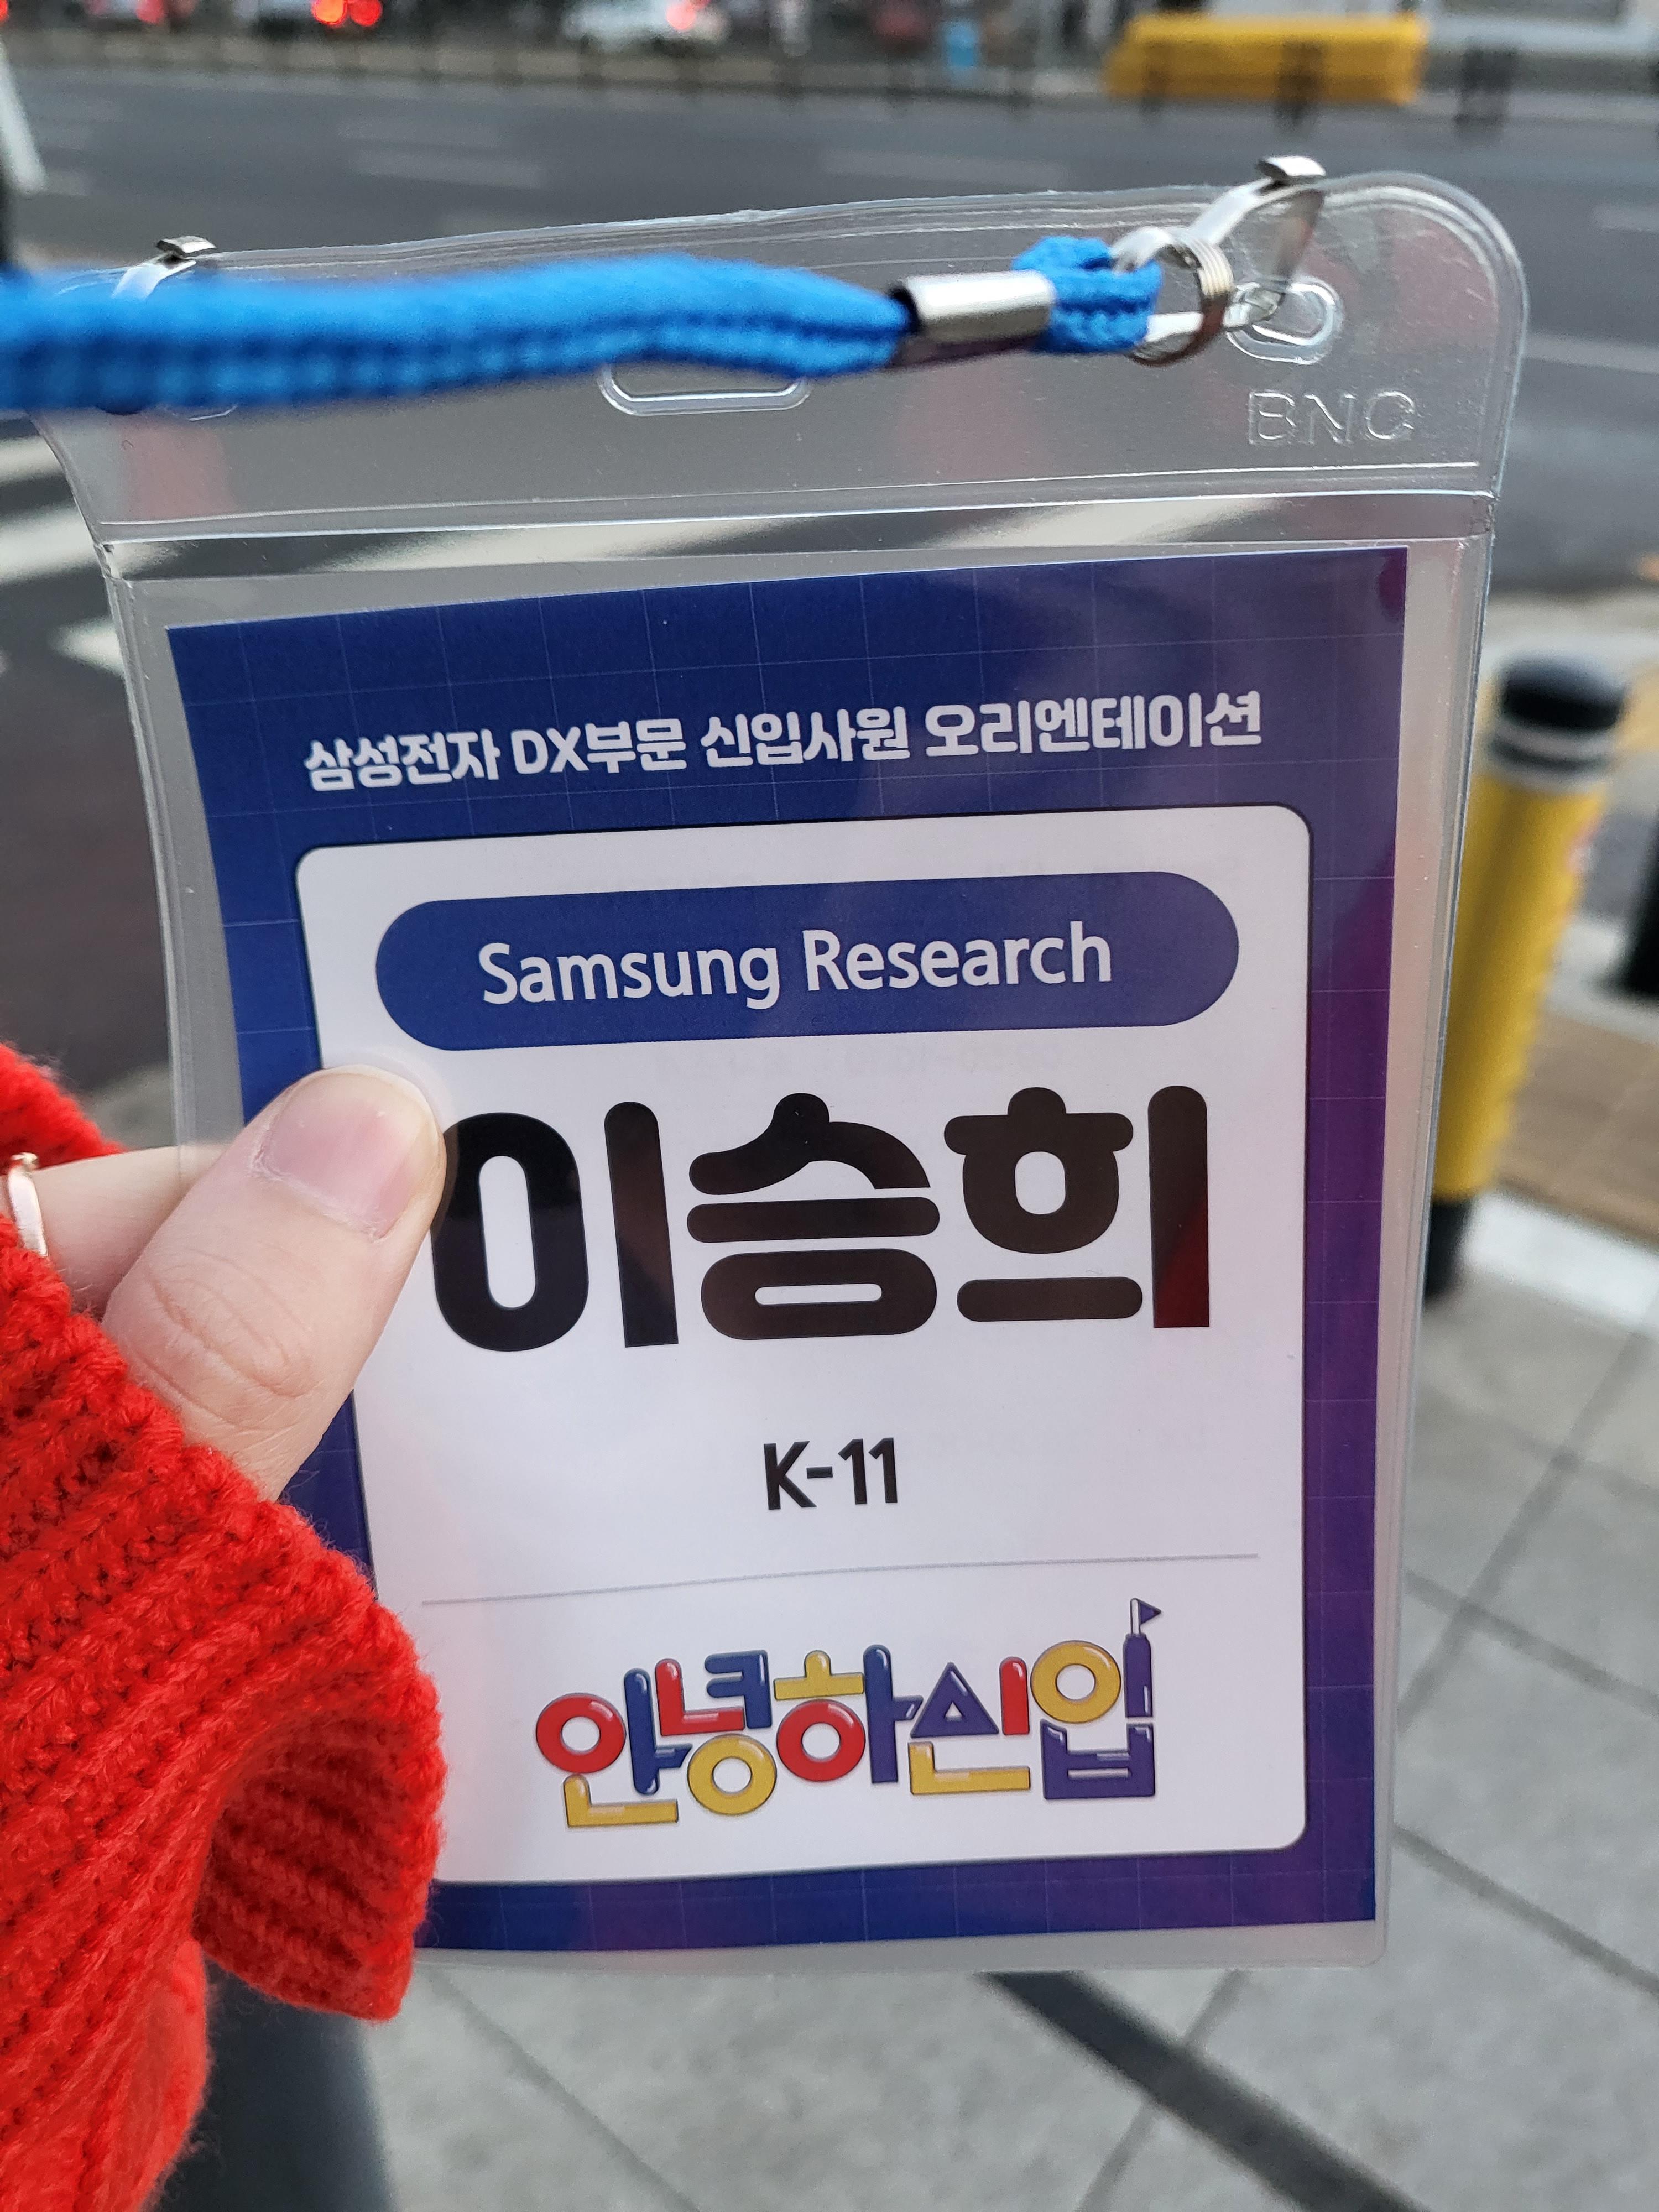 BNC
삼성전자 DX부문 신입사원 오리엔테이션
Samsung Research
이승희
K-11
안녕하신입